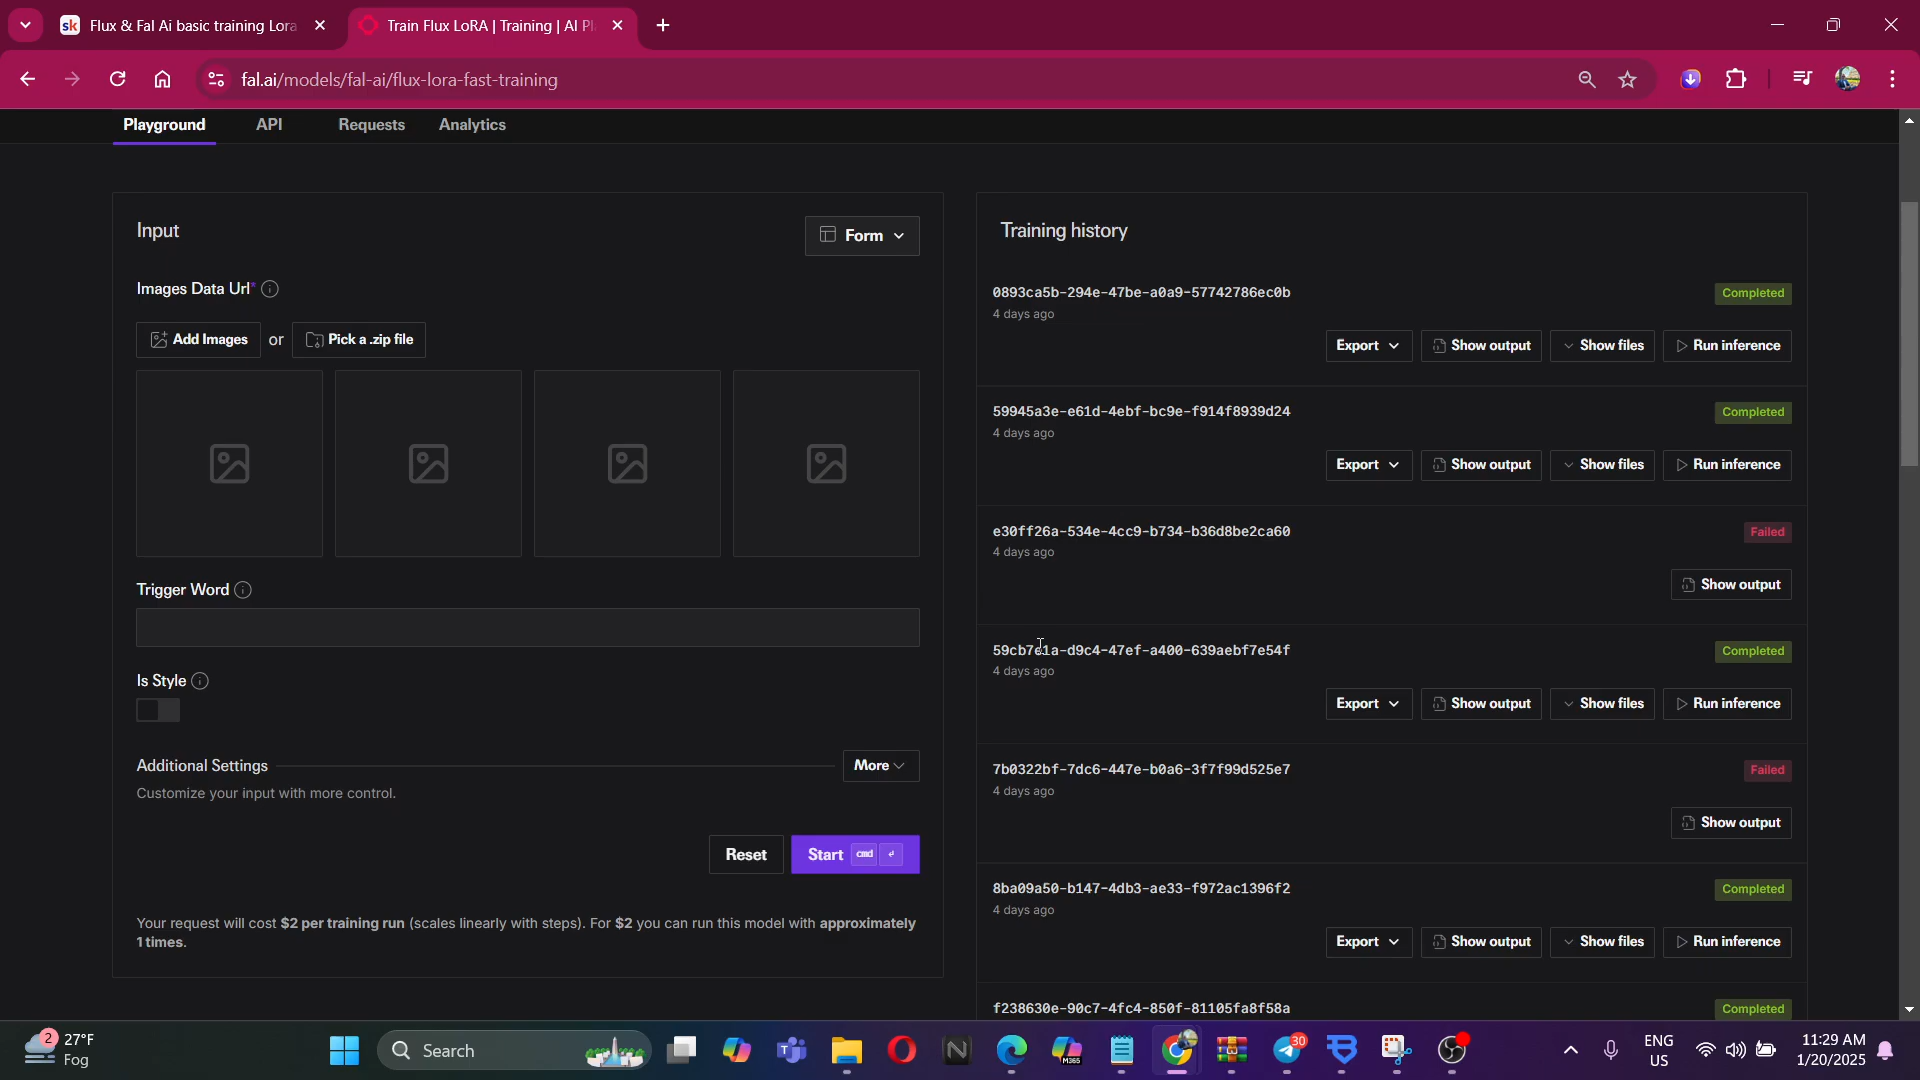 sk Flux & Fal Ai basic training Lora
Train Flux LoRA | Training | AI Pl
fal.ai/models/fal-ai/flux-lora-fast-training
Playground API Requests Analytics
Input
Form
Images Data Url*
Add Images or Pick a .zip file
Trigger Word
Is Style
Additional Settings
More
Customize your input with more control.
Reset Start cmd
Your request will cost $2 per training run (scales linearly with steps). For $2 you can run this model with approximately
1 times.
Training history
0893ca5b-294e-47be-a0a9-57742786ec0b Completed
4 days ago
Export Show output Show files Run inference
59945a3e-e61d-4ebf-bc9e-f914f8939d24 Completed
4 days ago
Export Show output Show files Run inference
e30ff26a-534e-4cc9-b734-b36d8be2ca60 Failed
4 days ago
Show output
59cb7e1a-d9c4-47ef-a400-639aebf7e54f Completed
4 days ago
Export Show output Show files Run inference
7b0322bf-7dc6-447e-b0a6-3f7f99d525e7 Failed
4 days ago
Show output
8ba09a50-b147-4db3-ae33-f972ac1396f2 Completed
4 days ago
Export Show output Show files Run inference
f238630e-90c7-4fc4-850f-81105fa8f58a Completed
2 27°F
Fog
Search
M365
30
ENG
US
11:29 AM
1/20/2025